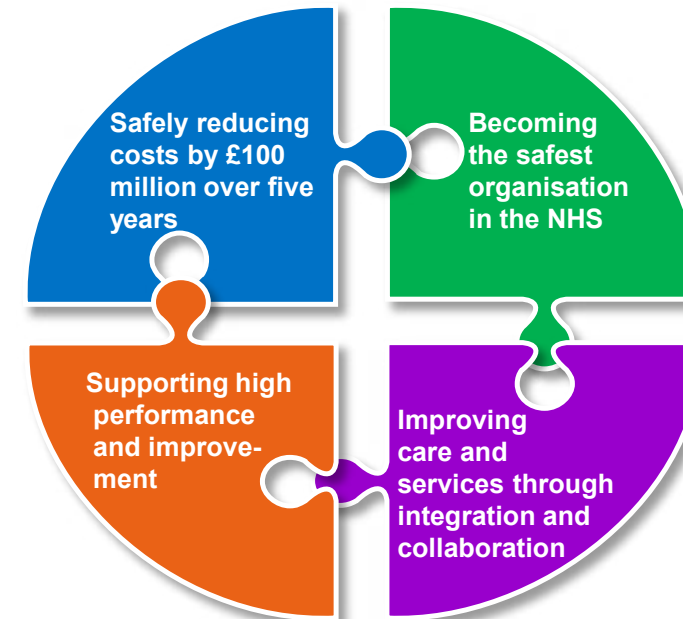 Safely reducing
costs by £100
million over five
years
Becoming
the safest
organisation
in the NHS
Supporting high
performance
and improve-
ment
Improving
care and
services through
integration and
collaboration